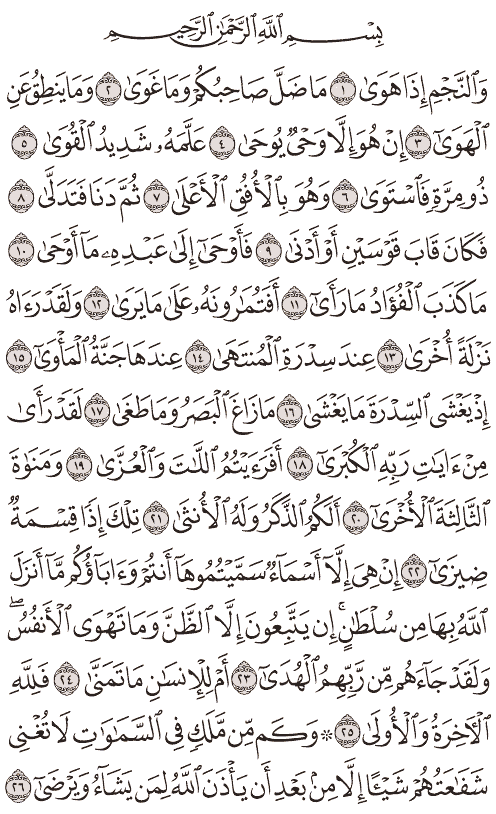 بِسْمِ ٱللَّهِ ٱلرَّحْمَٰنِ ٱلرَّحِيمِ
وَٱلنَّجْمِ إِذَا هَوَىٰ ١ مَا ضَلَّ صَاحِبُكُمْ وَمَا غَوَىٰ ٢ وَمَا يَنطِقُ عَنِ
ٱلْهَوَىٰٓ ٣ إِنْ هُوَ إِلَّا وَحْىٌ يُوحَىٰ ٤ عَلَّمَهُۥ شَدِيدُ ٱلْقُوَىٰ ٥
ذُو مِرَّةٍ فَٱسْتَوَىٰ ٦ وَهُوَ بِٱلْأُفُقِ ٱلْأَعْلَىٰ ٧ ثُمَّ دَنَا فَتَدَلَّىٰ ٨
فَكَانَ قَابَ قَوْسَيْنِ أَوْ أَدْنَىٰ ٩ فَأَوْحَىٰٓ إِلَىٰ عَبْدِهِۦ مَآ أَوْحَىٰ ١٠
مَا كَذَبَ ٱلْفُؤَادُ مَا رَأَىٰٓ ١١ أَفَتُمَٰرُونَهُۥ عَلَىٰ مَا يَرَىٰ ١٢ وَلَقَدْ رَءَاهُ
نَزْلَةً أُخْرَىٰ ١٣ عِندَ سِدْرَةِ ٱلْمُنتَهَىٰ ١٤ عِندَهَا جَنَّةُ ٱلْمَأْوَىٰٓ ١٥
إِذْ يَغْشَى ٱلسِّدْرَةَ مَا يَغْشَىٰ ١٦ مَا زَاغَ ٱلْبَصَرُ وَمَا طَغَىٰ ١٧ لَقَدْ رَأَىٰ
مِنْ ءَايَٰتِ رَبِّهِ ٱلْكُبْرَىٰٓ ١٨ أَفَرَءَيْتُمُ ٱللَّٰتَ وَٱلْعُزَّىٰ ١٩ وَمَنَوٰةَ
ٱلثَّالِثَةَ ٱلْأُخْرَىٰٓ ٢٠ أَلَكُمُ ٱلذَّكَرُ وَلَهُ ٱلْأُنثَىٰ ٢١ تِلْكَ إِذًا قِسْمَةٌ
ضِيزَىٰٓ ٢٢ إِنْ هِىَ إِلَّآ أَسْمَآءٌ سَمَّيْتُمُوهَآ أَنتُمْ وَءَابَآؤُكُم مَّآ أَنزَلَ
ٱللَّهُ بِهَا مِن سُلْطَٰنٍ ۚ إِن يَتَّبِعُونَ إِلَّا ٱلظَّنَّ وَمَا تَهْوَى ٱلْأَنفُسُ ۖ
وَلَقَدْ جَآءَهُم مِّن رَّبِّهِمُ ٱلْهُدَىٰٓ ٢٣ أَمْ لِلْإِنسَٰنِ مَا تَمَنَّىٰ ٢٤ فَلِلَّهِ
ٱلْءَاخِرَةُ وَٱلْأُولَىٰ ٢٥ ۞ وَكَم مِّن مَّلَكٍ فِى ٱلسَّمَٰوَٰتِ لَا تُغْنِى
شَفَٰعَتُهُمْ شَيْـًٔا إِلَّا مِنۢ بَعْدِ أَن يَأْذَنَ ٱللَّهُ لِمَن يَشَآءُ وَيَرْضَىٰٓ ٢٦